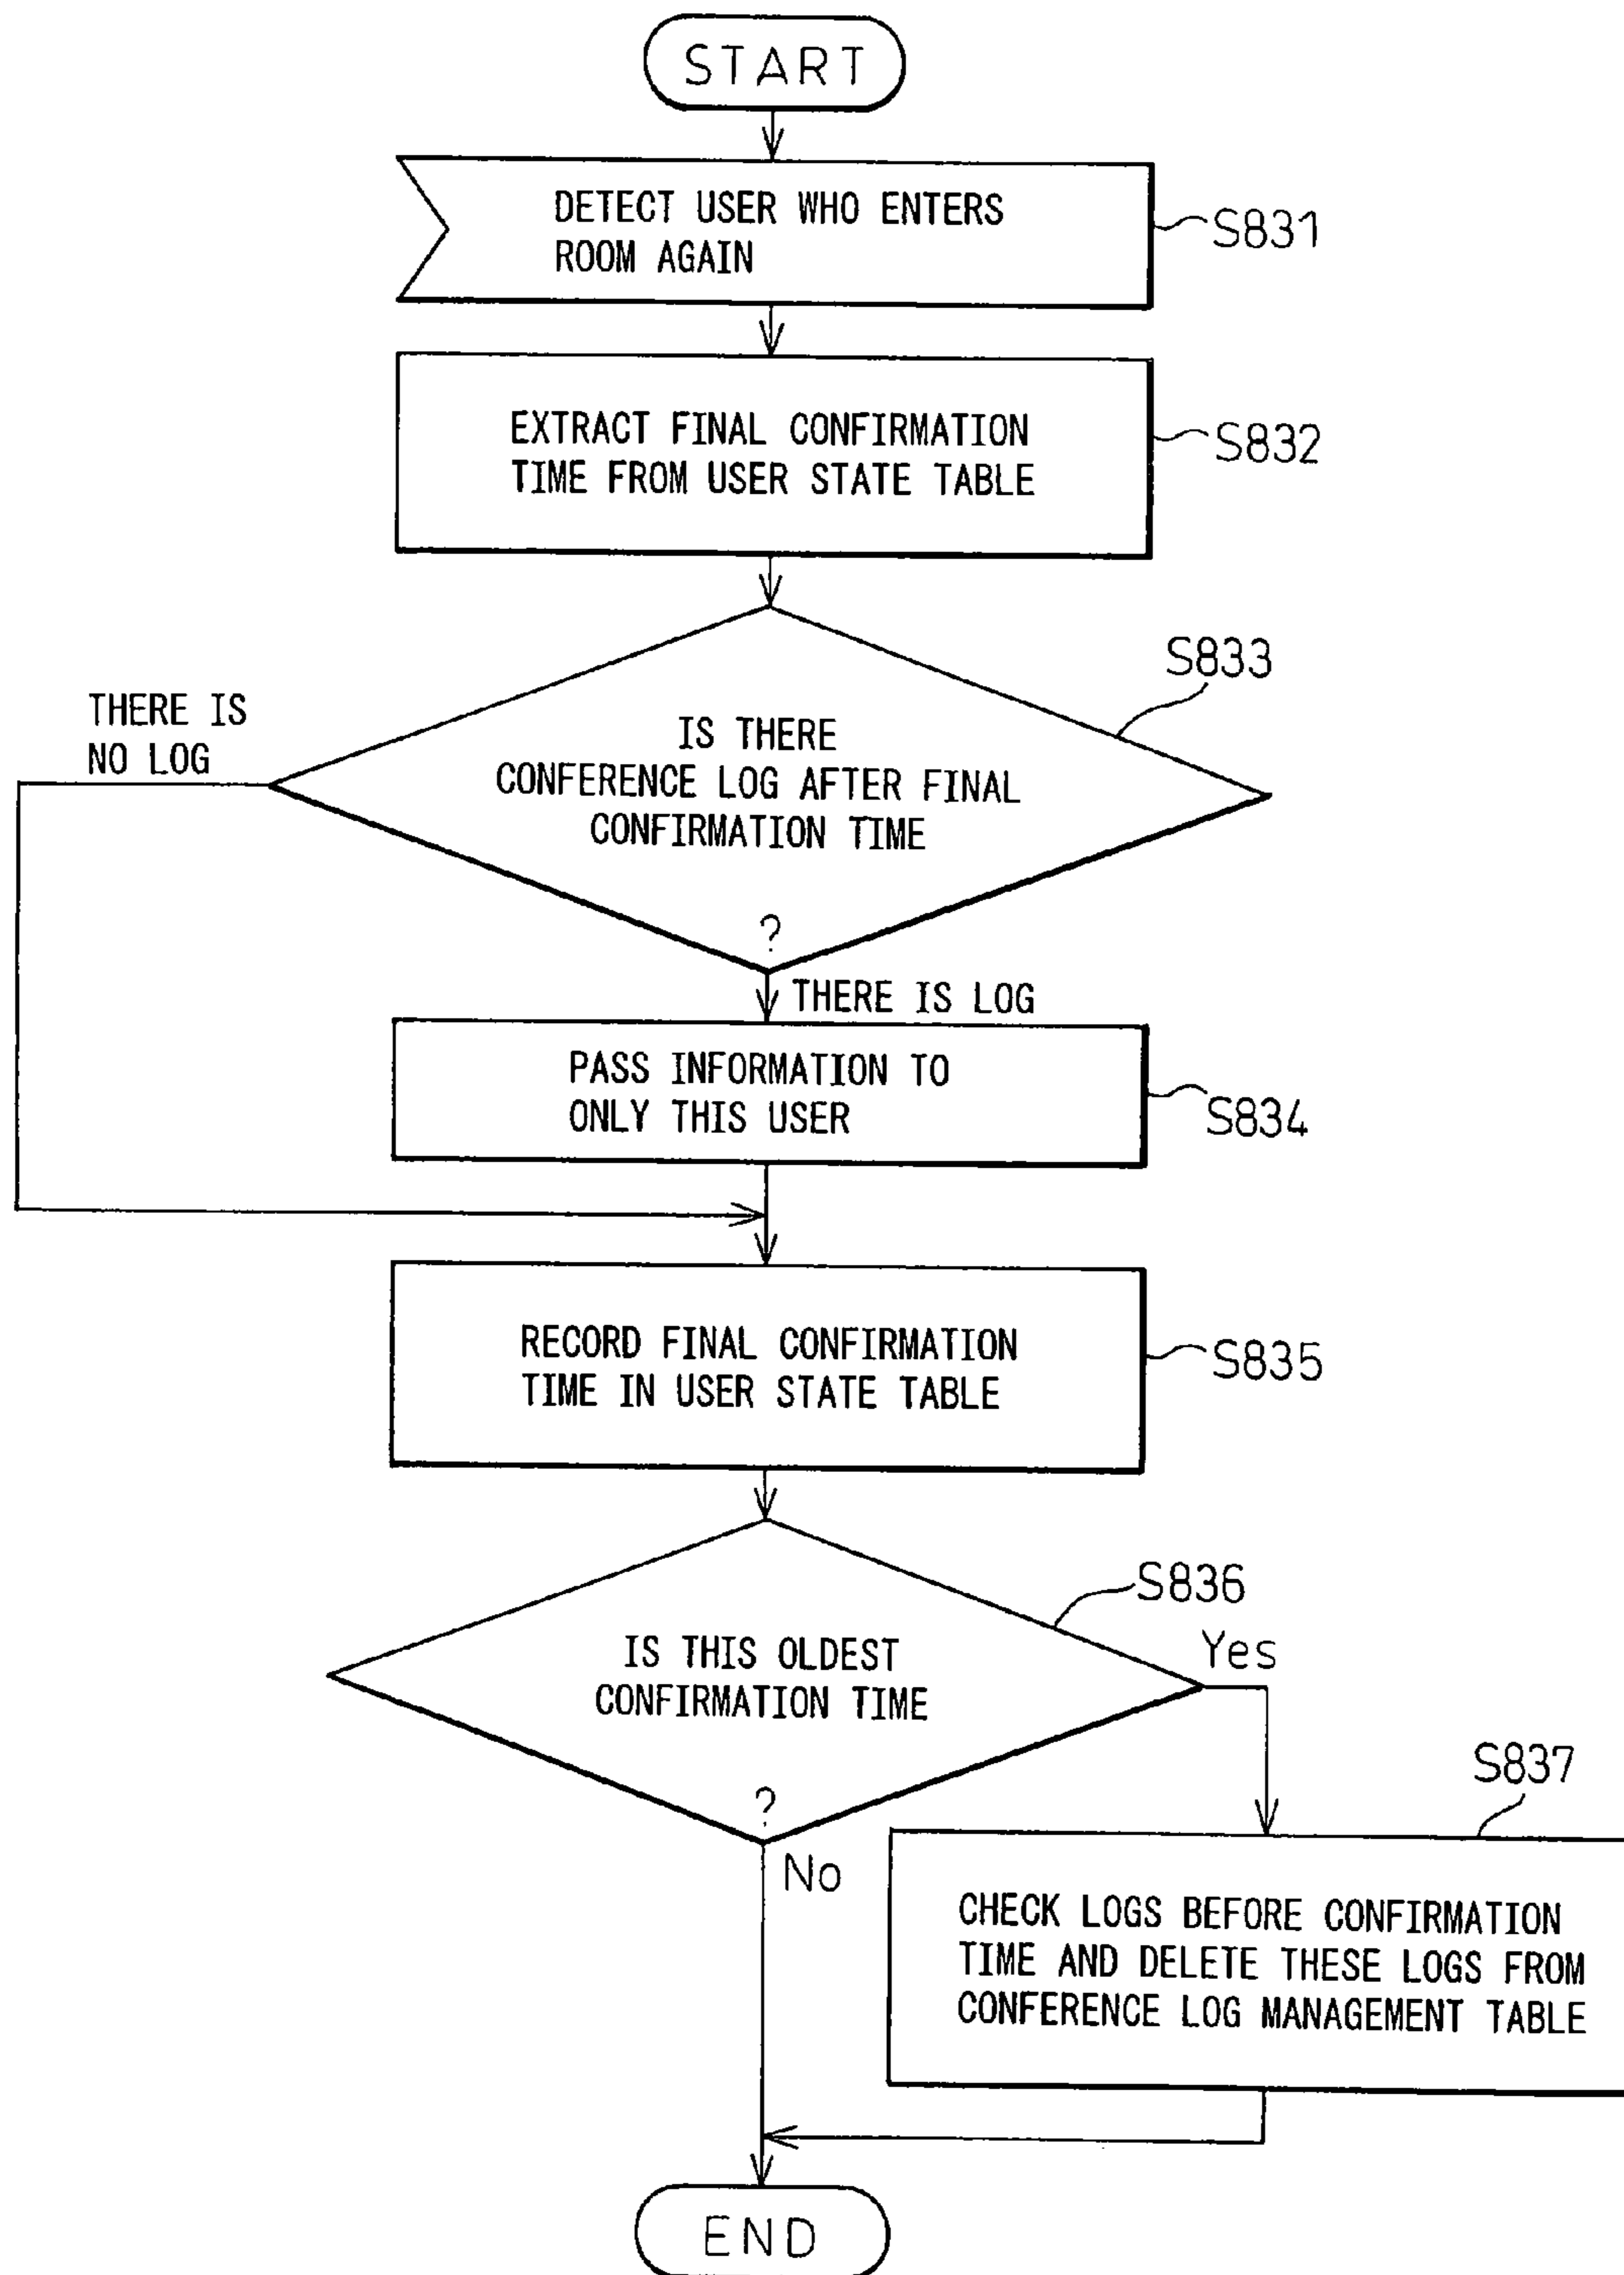 START
DETECT USER WHO ENTERS
ROOM AGAIN
S831
EXTRACT FINAL CONFIRMATION
TIME FROM USER STATE TABLE
S832
S833
THERE IS
NO LOG
IS THERE
CONFERENCE LOG AFTER FINAL
CONFIRMATION TIME
?
THERE IS LOG
PASS INFORMATION TO
ONLY THIS USER
S834
RECORD FINAL CONFIRMATION
TIME IN USER STATE TABLE
S835
S836
IS THIS OLDEST
CONFIRMATION TIME
?
Yes
No
S837
CHECK LOGS BEFORE CONFIRMATION
TIME AND DELETE THESE LOGS FROM
CONFERENCE LOG MANAGEMENT TABLE
END